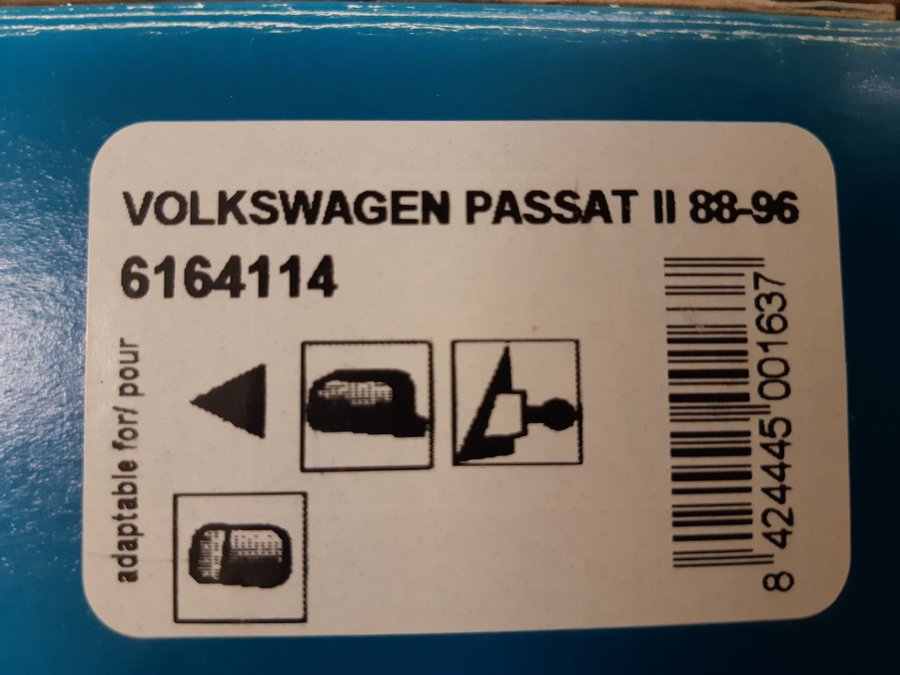 VOLKSWAGEN PASSAT II 88-96
6164114
adaptable for/ pour
8 424445 001637